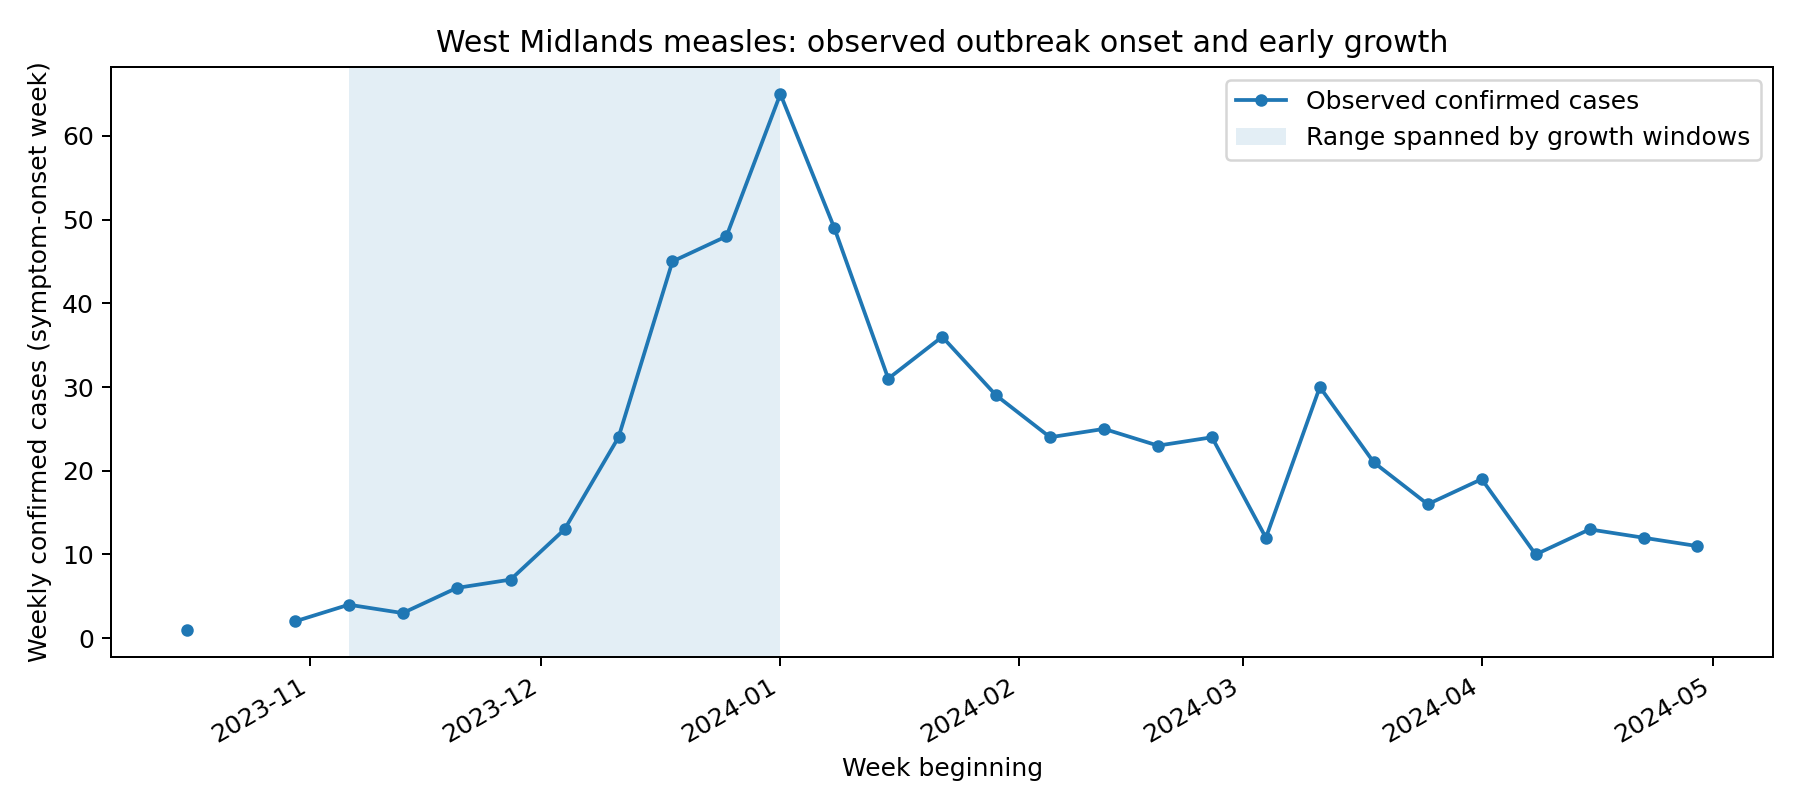 West Midlands measles: observed outbreak onset and early growth
Weekly confirmed cases (symptom-onset week)
60
50
40
30
20
10
0
Observed confirmed cases
Range spanned by growth windows
2023-11
2023-12
2024-01
2024-02
2024-03
2024-04
2024-05
Week beginning